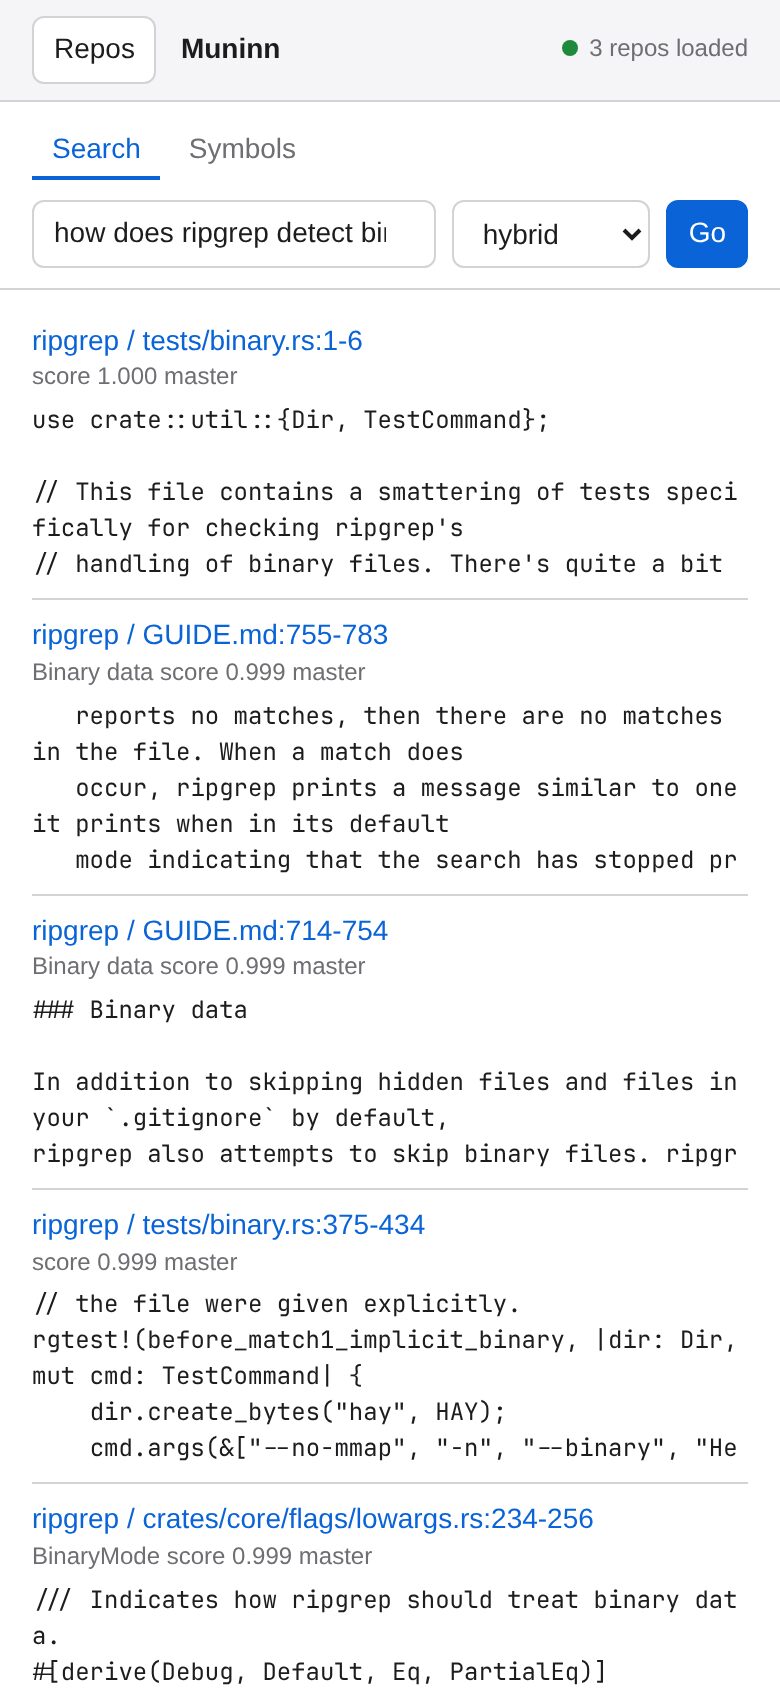 Repos Muninn 3 repos loaded
Search Symbols
how does ripgrep detect bin hybrid Go
ripgrep / tests/binary.rs:1-6
score 1.000 master
use crate::util::{Dir, TestCommand};
// This file contains a smattering of tests speci
fically for checking ripgrep's
// handling of binary files. There's quite a bit
ripgrep / GUIDE.md:755-783
Binary data score 0.999 master
reports no matches, then there are no matches
in the file. When a match does
occur, ripgrep prints a message similar to one
it prints when in its default
mode indicating that the search has stopped pr
ripgrep / GUIDE.md:714-754
Binary data score 0.999 master
### Binary data
In addition to skipping hidden files and files in
your `.gitignore` by default,
ripgrep also attempts to skip binary files. ripgr
ripgrep / tests/binary.rs:375-434
score 0.999 master
// the file were given explicitly.
rgtest!(before_match1_implicit_binary, |dir: Dir,
mut cmd: TestCommand| {
dir.create_bytes("hay", HAY);
cmd.args(&["--no-mmap", "-n", "--binary", "He
ripgrep / crates/core/flags/lowargs.rs:234-256
BinaryMode score 0.999 master
/// Indicates how ripgrep should treat binary dat
a.
#[derive(Debug, Default, Eq, PartialEq)]